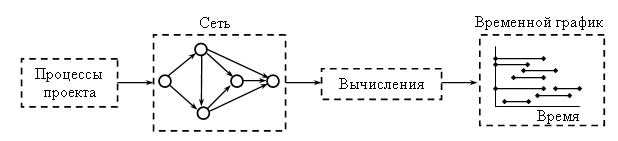 Сеть
Временной график
Процессы
проекта
Вычисления
Время